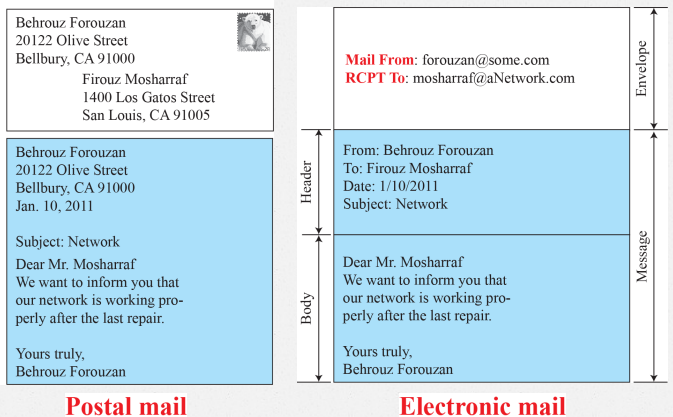 Behrouz Forouzan
20122 Olive Street
Bellbury, CA 91000
Firouz Mosharraf
1400 Los Gatos Street
San Louis, CA 91005
Behrouz Forouzan
20122 Olive Street
Bellbury, CA 91000
Jan. 10, 2011
Subject: Network
Dear Mr. Mosharraf
We want to inform you that
our network is working pro-
perly after the last repair.
Yours truly,
Behrouz Forouzan
Postal mail
Mail From: forouzan@some.com
RCPT To: mosharraf@aNetwork.com
Envelope
Header
From: Behrouz Forouzan
To: Firouz Mosharraf
Date: 1/10/2011
Subject: Network
Message
Body
Dear Mr. Mosharraf
We want to inform you that
our network is working pro-
perly after the last repair.
Yours truly,
Behrouz Forouzan
Electronic mail